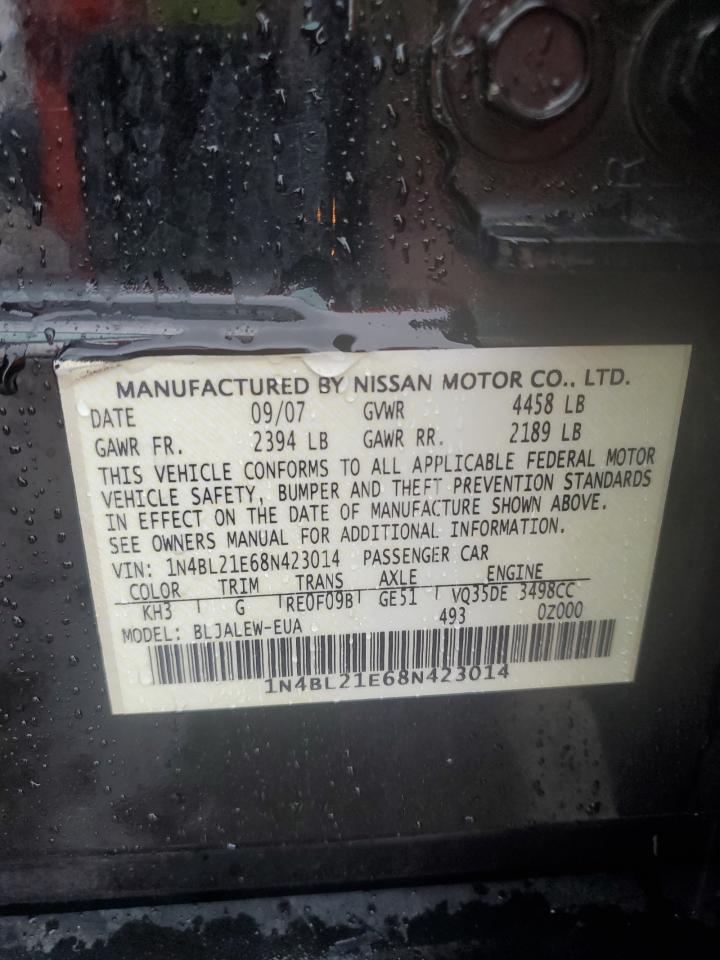 R
MANUFACTURED BY NISSAN MOTOR CO., LTD.
DATE 09/07 GVWR 4458 LB
GAWR FR. 2394 LB GAWR RR. 2189 LB
THIS VEHICLE CONFORMS TO ALL APPLICABLE FEDERAL MOTOR
VEHICLE SAFETY, BUMPER AND THEFT PREVENTION STANDARDS
IN EFFECT ON THE DATE OF MANUFACTURE SHOWN ABOVE.
SEE OWNERS MANUAL FOR ADDITIONAL INFORMATION.
VIN: 1N4BL21E68N423014 PASSENGER CAR
COLOR TRIM TRANS AXLE ENGINE
KH3 G RE0F09B GE51 VQ35DE 3498CC
MODEL: BLJALEW-EUA 493 0Z000
1N4BL21E68N423014